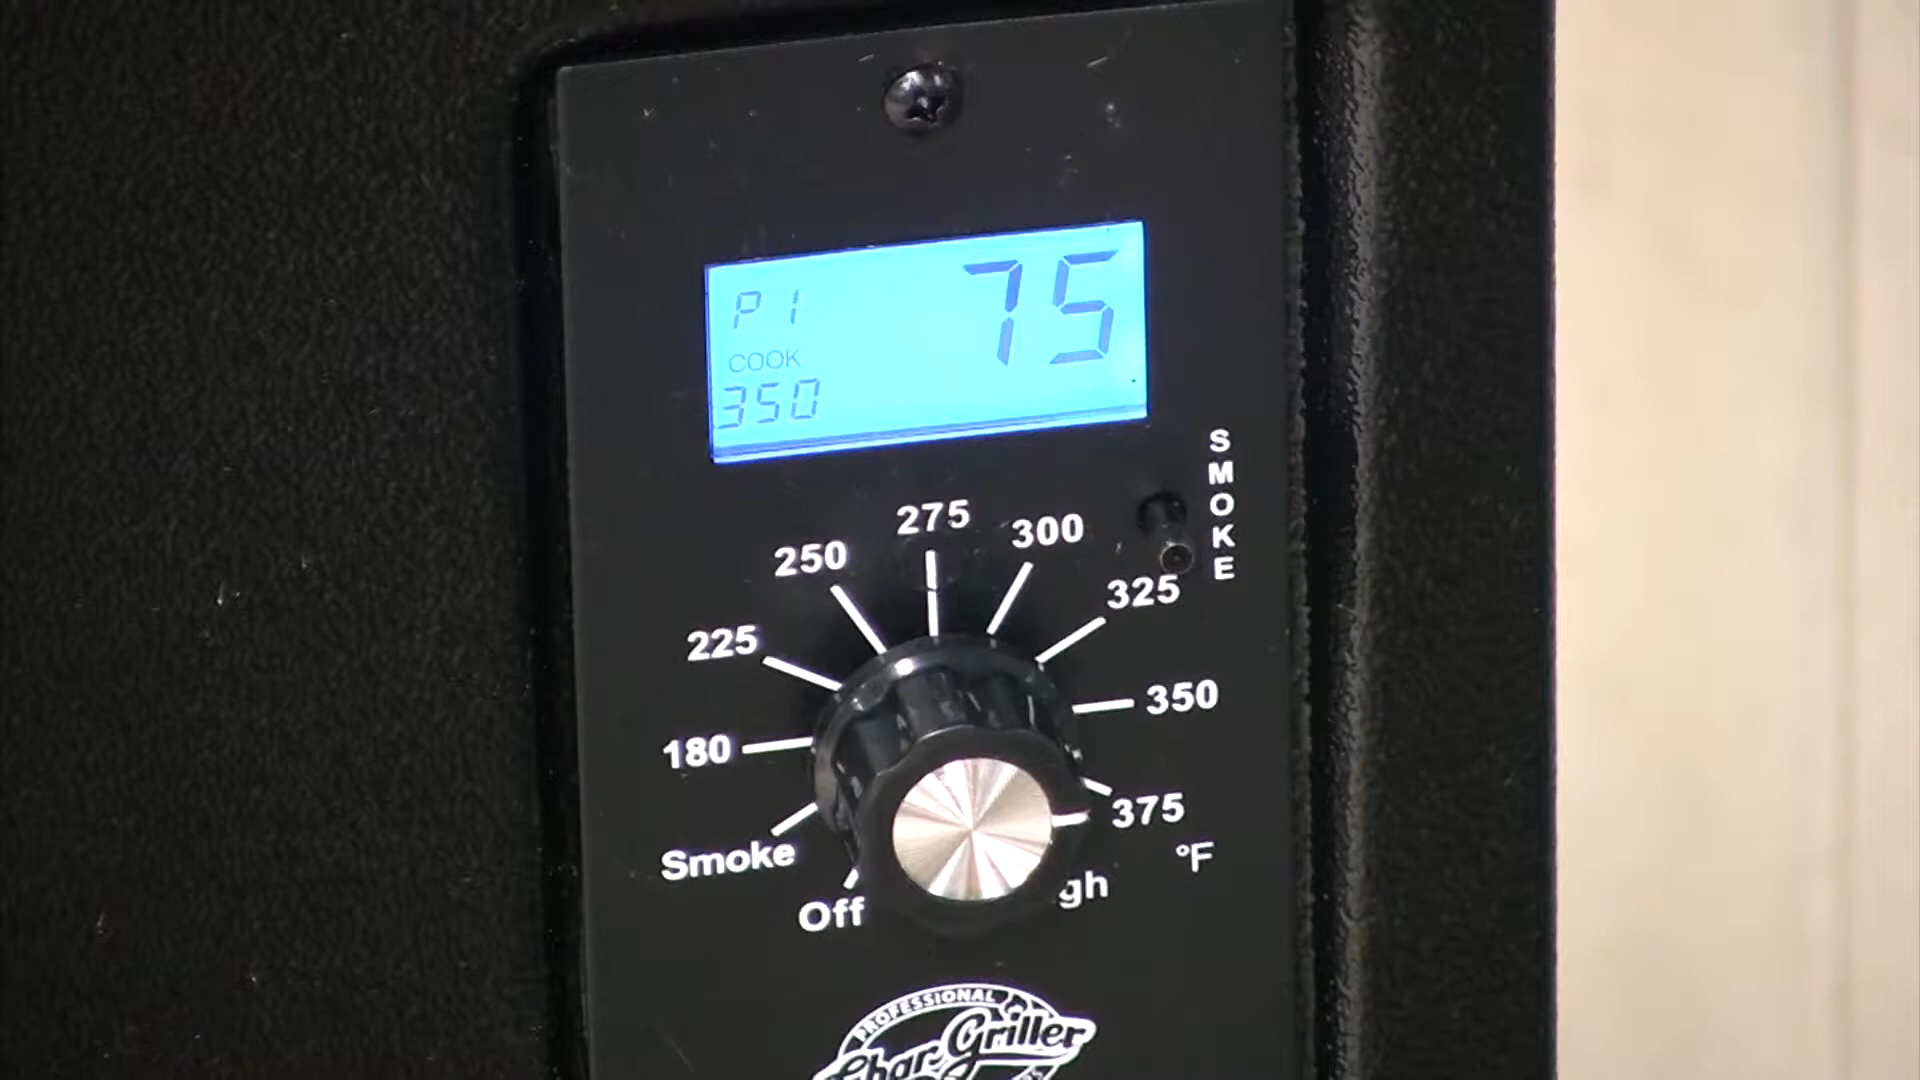 P1 75
COOK
350
SMOKE
275
250 300
325
225
350
180
375
Smoke
°F
gh
Off
PROFESSIONAL
Char-Griller